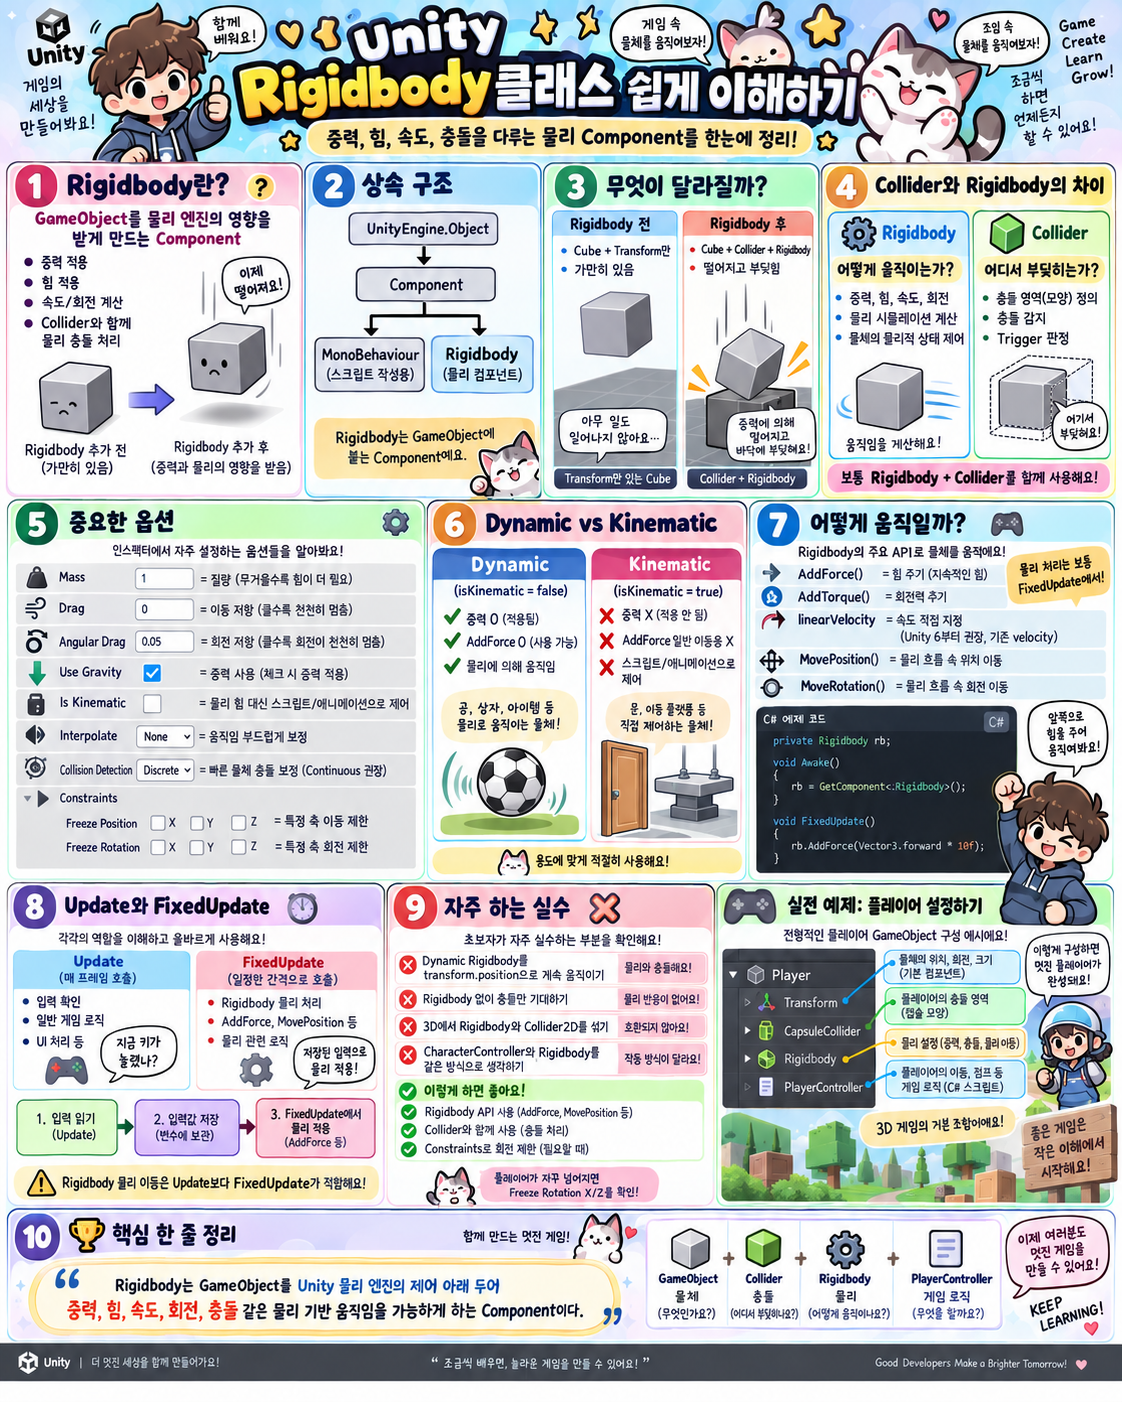 Unity
게임의
세상을
만들어봐요!
함께
베워요!
Unity
Rigidbody 클래스 쉽게 이해하기
중력, 힘, 속도, 충돌을 다루는 물리 Component를 한눈에 정리!
게임 속
물체를 움직여보자!
조임 속
물체를 움직여보자!
Game
Create
Learn
Grow!
조금씩
하면
언제든지
할 수 있어요!
1 Rigidbody란? ?
GameObject를 물리 엔진의 영향을
받게 만드는 Component
• 중력 적용
• 힘 적용
• 속도/회전 계산
• Collider와 함께
물리 충돌 처리
이제
떨어져요!
Rigidbody 추가 전
(가만히 있음)
Rigidbody 추가 후
(중력과 물리의 영향을 받음)
2 상속 구조
UnityEngine.Object
Component
MonoBehaviour
(스크립트 작성용)
Rigidbody
(물리 컴포넌트)
Rigidbody는 GameObject에
붙는 Component예요.
3 무엇이 달라질까?
Rigidbody 전
• Cube + Transform만
• 가만히 있음
아무 일도
일어나지 않아요...
Transform만 있는 Cube
Rigidbody 후
• Cube + Collider + Rigidbody
• 떨어지고 부딪힘
중력에 의해
떨어지고
바닥에 부딪혀요!
Collider + Rigidbody
4 Collider와 Rigidbody의 차이
Rigidbody
어떻게 움직이는가?
• 중력, 힘, 속도, 회전
• 물리 시뮬레이션 계산
• 물체의 물리적 상태 제어
움직임을 계산해요!
Collider
어디서 부딪히는가?
• 충돌 영역(모양) 정의
• 충돌 감지
• Trigger 판정
여기서
부딪혀요!
보통 Rigidbody + Collider를 함께 사용해요!
5 중요한 옵션
인스펙터에서 자주 설정하는 옵션들을 알아봐요!
Mass 1 = 질량 (무거울수록 힘이 더 필요)
Drag 0 = 이동 저항 (클수록 천천히 멈춤)
Angular Drag 0.05 = 회전 저항 (클수록 회전이 천천히 멈춤)
Use Gravity = 중력 사용 (체크 시 중력 적용)
Is Kinematic = 물리 힘 대신 스크립트/애니메이션으로 제어
Interpolate None = 움직임 부드럽게 보정
Collision Detection Discrete = 빠른 물체 충돌 보정 (Continuous 권장)
Constraints
Freeze Position X Y Z = 특정 축 이동 제한
Freeze Rotation X Y Z = 특정 축 회전 제한
6 Dynamic vs Kinematic
Dynamic
(isKinematic = false)
중력 O (적용됨)
AddForce O (사용 가능)
물리에 의해 움직임
공, 상자, 아이템 등
물리로 움직이는 물체!
Kinematic
(isKinematic = true)
중력 X (적용 안 됨)
AddForce 일반 이동용 X
스크립트/애니메이션으로
제어
문, 이동 플랫폼 등
직접 제어하는 물체!
용도에 맞게 적절히 사용해요!
7 어떻게 움직일까?
Rigidbody의 주요 API로 물체를 움직여요!
물리 처리는 보통
FixedUpdate에서!
AddForce() = 힘 주기 (지속적인 힘)
AddTorque() = 회전력 추기
linearVelocity = 속도 직접 지정
(Unity 6부터 권장, 기존 velocity)
MovePosition() = 물리 흐름 속 위치 이동
MoveRotation() = 물리 흐름 속 회전 이동
C# 에제 코드
C#
private Rigidbody rb;
void Awake()
{
rb = GetComponent<.Rigidbody>();
}
void FixedUpdate()
{
rb.AddForce(Vector3.forward * 10f);
}
앞쪽으로
힘을 주어
움직여봐요!
8 Update와 FixedUpdate
각각의 역할을 이해하고 올바르게 사용해요!
Update
(매 프레임 호출)
• 입력 확인
• 일반 게임 로직
• UI 처리 등
지금 키가
눌렸나?
FixedUpdate
(일정한 간격으로 호출)
• Rigidbody 물리 처리
• AddForce, MovePosition 등
• 물리 관련 로직
저장된 입력으로
물리 적용!
1. 입력 읽기
(Update)
2. 입력값 저장
(변수에 보관)
3. FixedUpdate에서
물리 적용
(AddForce 등)
Rigidbody 물리 이동은 Update보다 FixedUpdate가 적합해요!
9 자주 하는 실수
초보자가 자주 실수하는 부분을 확인해요!
Dynamic Rigidbody를
transform.position으로 계속 움직이기
물리와 충돌해요!
Rigidbody 없이 충돌만 기대하기
물리 반응이 없어요!
3D에서 Rigidbody와 Collider2D를 섞기
호환되지 않아요!
CharacterController와 Rigidbody를
같은 방식으로 생각하기
작동 방식이 달라요!
이렇게 하면 좋아요!
Rigidbody API 사용 (AddForce, MovePosition 등)
Collider와 함께 사용 (충돌 처리)
Constraints로 회전 제한 (필요할 때)
플레이어가 자꾸 넘어지면
Freeze Rotation X/Z를 확인!
실전 예제: 플레이어 설정하기
전형적인 플레이어 GameObject 구성 예시에요!
Player
Transform
CapsuleCollider
Rigidbody
PlayerController
물체의 위치, 회전, 크기
(기본 컴포넌트)
플레이어의 충돌 영역
(캡슐 모양)
물리 설정 (중력, 충돌, 물리 이동)
플레이어의 이동, 점프 등
게임 로직 (C# 스크립트)
이렇게 구성하면
멋진 플레이어가
완성돼요!
3D 게임의 기본 조합이에요!
좋은 게임은
작은 이해에서
시작해요!
10 핵심 한 줄 정리
함께 만드는 멋진 게임!
“ Rigidbody는 GameObject를 Unity 물리 엔진의 제어 아래 두어
중력, 힘, 속도, 회전, 충돌 같은 물리 기반 움직임을 가능하게 하는 Component이다. ”
GameObject
물체
(무엇인가요?)
+
Collider
충돌
(어디서 부딪히나요?)
+
Rigidbody
물리
(어떻게 움직이나요?)
+
PlayerController
게임 로직
(무엇을 할까요?)
이제 여러분도
멋진 게임을
만들 수 있어요!
KEEP
LEARNING!
Unity | 더 멋진 세상을 함께 만들어가요!
“ 조금씩 배우면, 놀라운 게임을 만들 수 있어요! ”
Good Developers Make a Brighter Tomorrow!